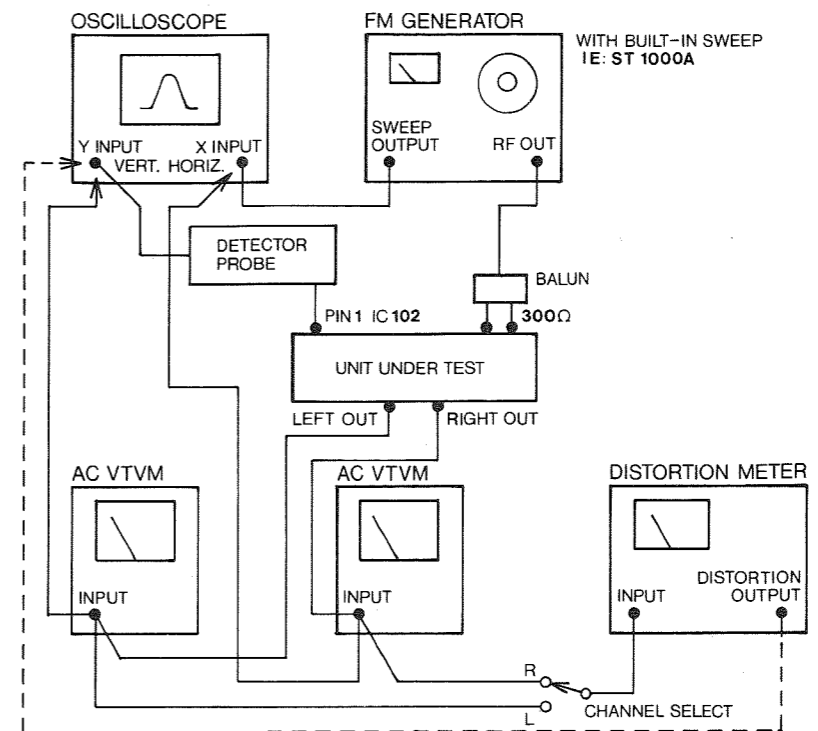 OSCILLOSCOPE
FM GENERATOR
WITH BUILT-IN SWEEP
IE: ST 1000A
Y INPUT
X INPUT
VERT. HORIZ.
SWEEP
OUTPUT
RF OUT
DETECTOR
PROBE
BALUN
PIN 1 IC 102
300Ω
UNIT UNDER TEST
LEFT OUT
RIGHT OUT
AC VTVM
AC VTVM
DISTORTION METER
INPUT
INPUT
INPUT
DISTORTION
OUTPUT
R
L
CHANNEL SELECT